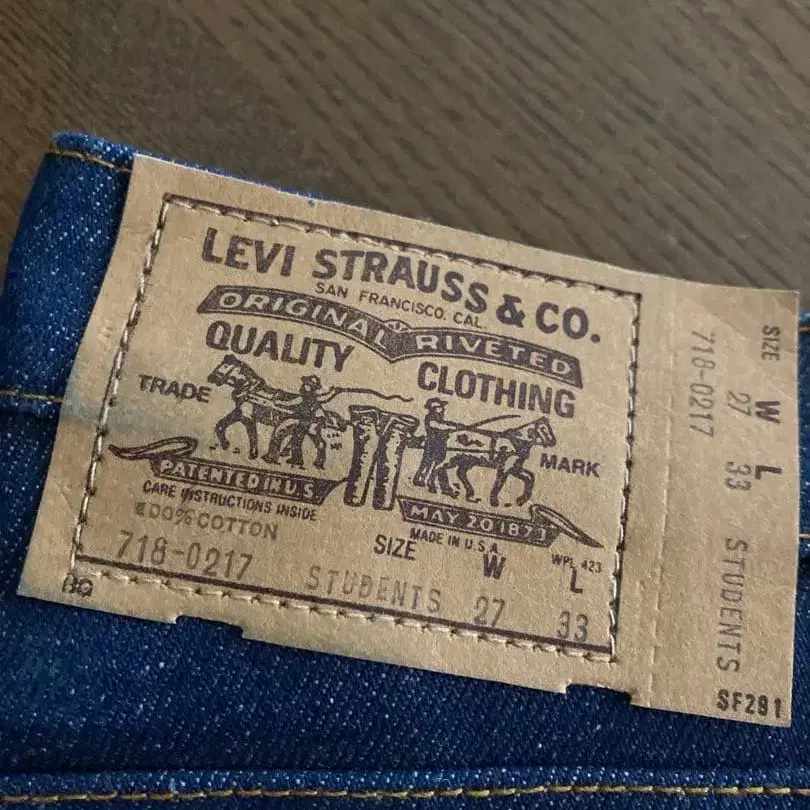 LEVI STRAUSS & CO.
SAN FRANCISCO, CAL.
ORIGINAL RIVETED
QUALITY CLOTHING
TRADE MARK
PATENTED IN U.S.
MAY 20 1873
CARE INSTRUCTIONS INSIDE
MADE IN U.S.A.
WPL 423
100% COTTON
SIZE W L
718-0217 STUDENTS 27 33
SIZE W L
718-0217 27 33 STUDENTS
SF291